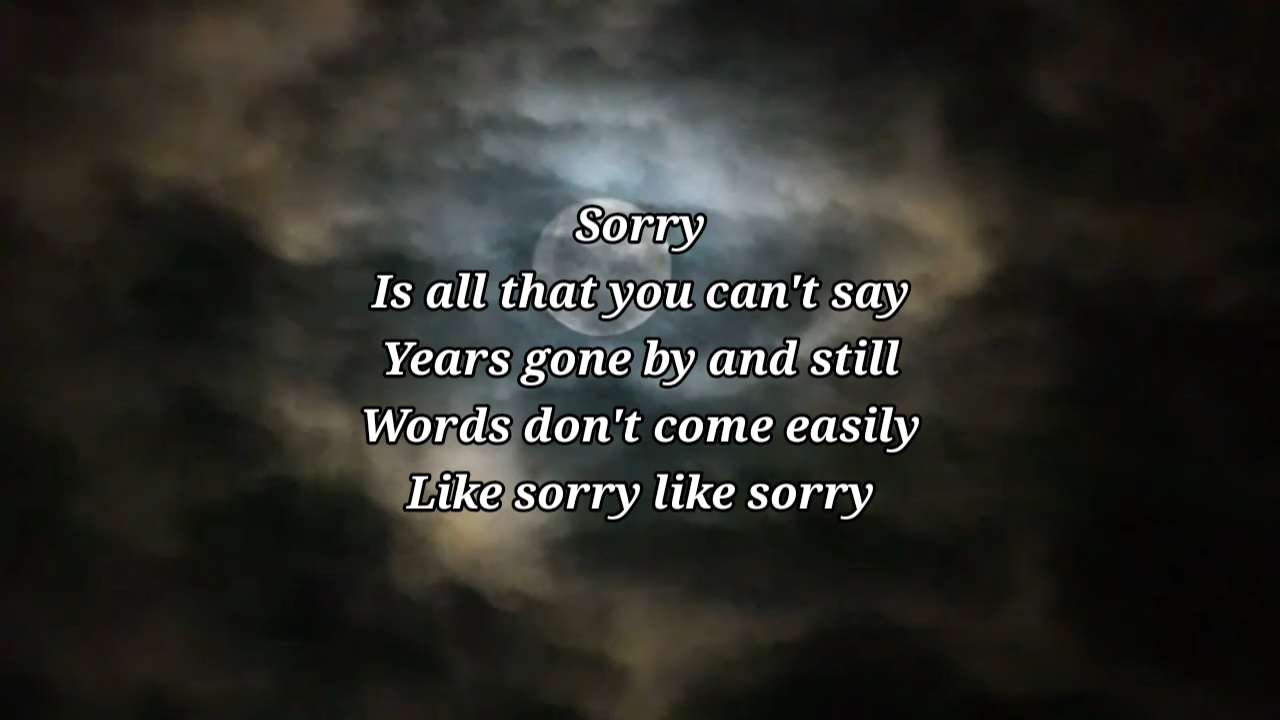 Sorry
Is all that you can't say
Years gone by and still
Words don't come easily
Like sorry like sorry